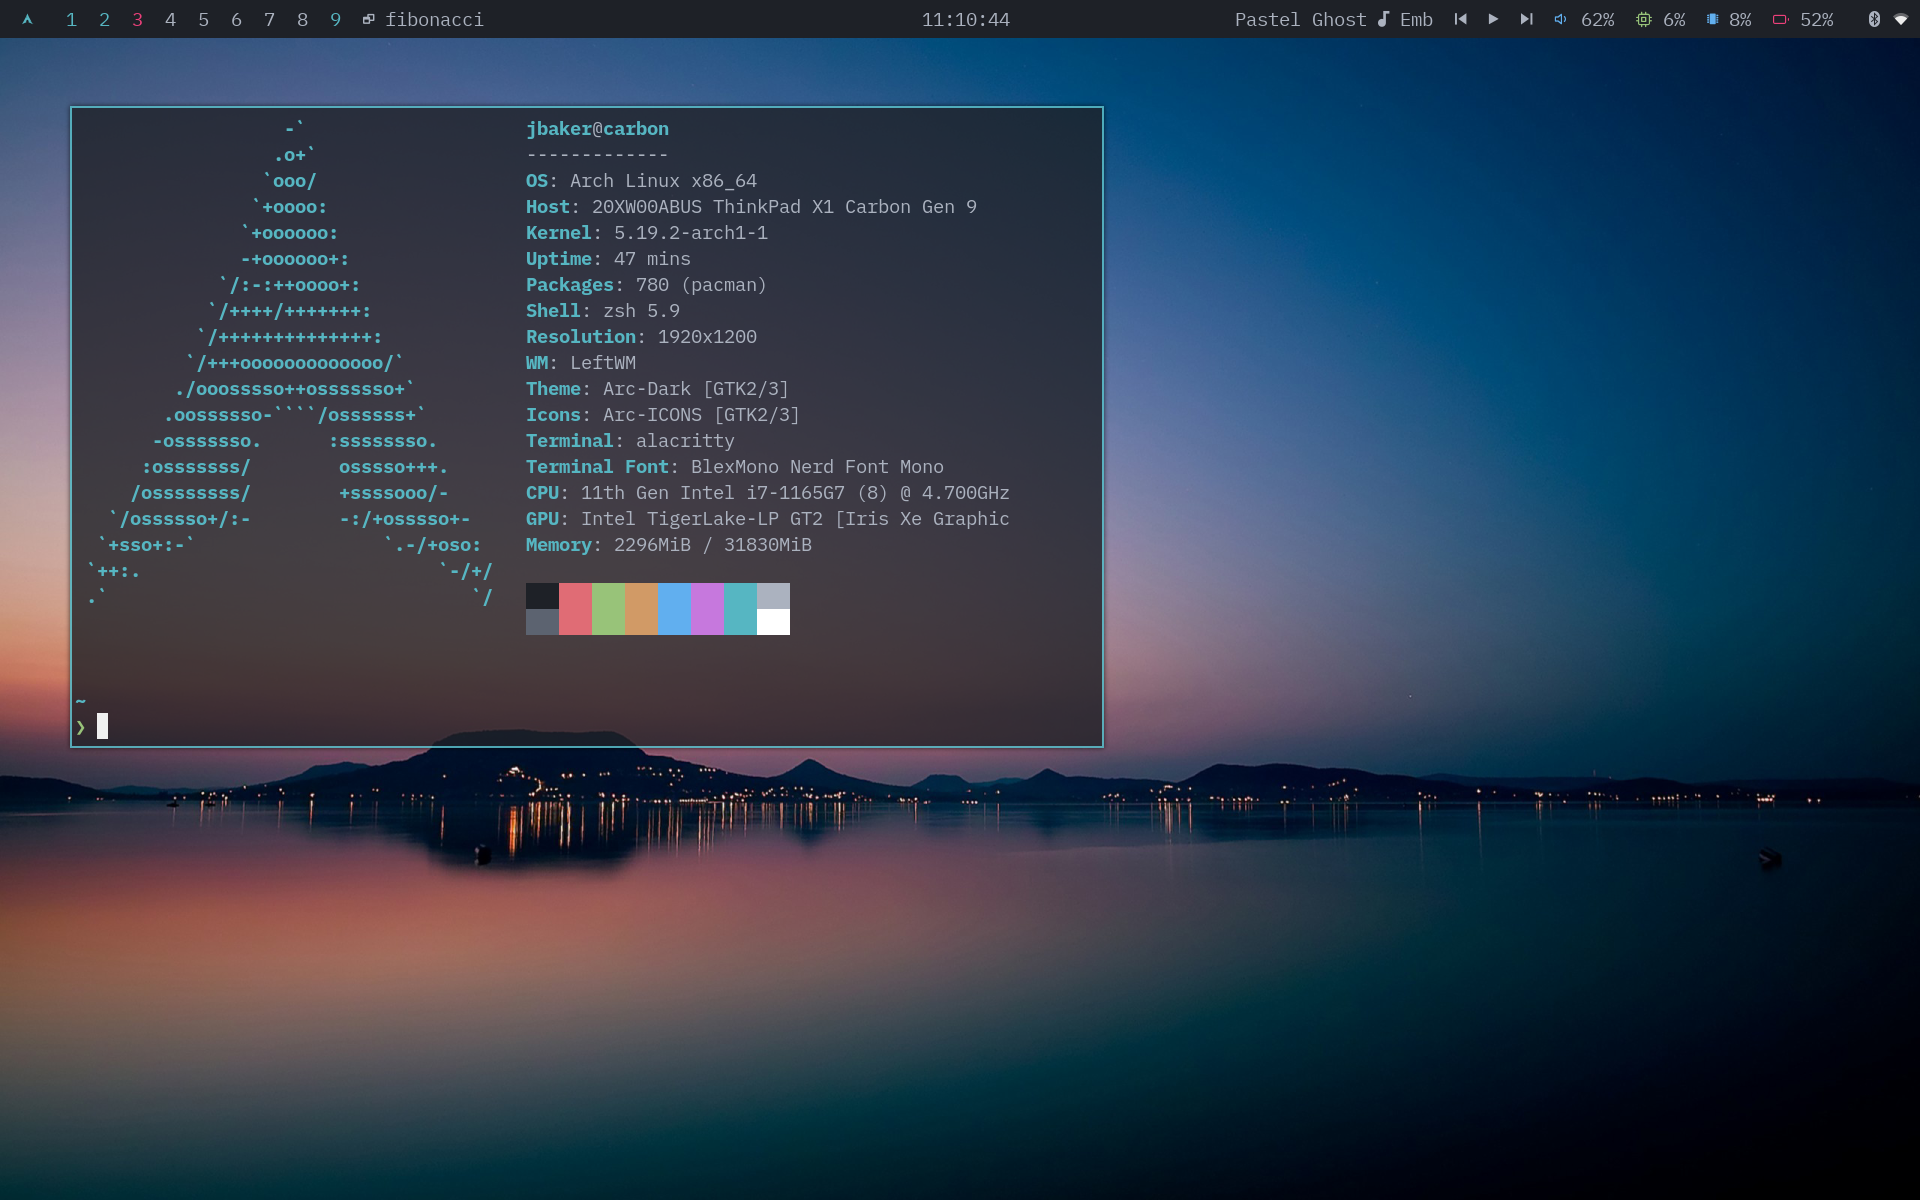 1 2 3 4 5 6 7 8 9 fibonacci 11:10:44 Pastel Ghost Emb 62% 6% 8% 52%
-`
.o+`
`ooo/
`+oooo:
`+oooooo:
-+oooooo+:
`/:-:++oooo+:
`/++++/+++++++:
`/++++++++++++++:
`/+++ooooooooooooo/`
./ooosssso++osssssso+`
.oossssso-````/ossssss+`
-osssssso.      :ssssssso.
:osssssss/        osssso+++.
/ossssssss/        +ssssooo/-
`/ossssso+/:-        -:/+osssso+-
`+sso+:-`                 `.-/+oso:
`++:.                           `-/+/
.`                                 `/
jbaker@carbon
-------------
OS: Arch Linux x86_64
Host: 20XW00ABUS ThinkPad X1 Carbon Gen 9
Kernel: 5.19.2-arch1-1
Uptime: 47 mins
Packages: 780 (pacman)
Shell: zsh 5.9
Resolution: 1920x1200
WM: LeftWM
Theme: Arc-Dark [GTK2/3]
Icons: Arc-ICONS [GTK2/3]
Terminal: alacritty
Terminal Font: BlexMono Nerd Font Mono
CPU: 11th Gen Intel i7-1165G7 (8) @ 4.700GHz
GPU: Intel TigerLake-LP GT2 [Iris Xe Graphic
Memory: 2296MiB / 31830MiB
~
❯